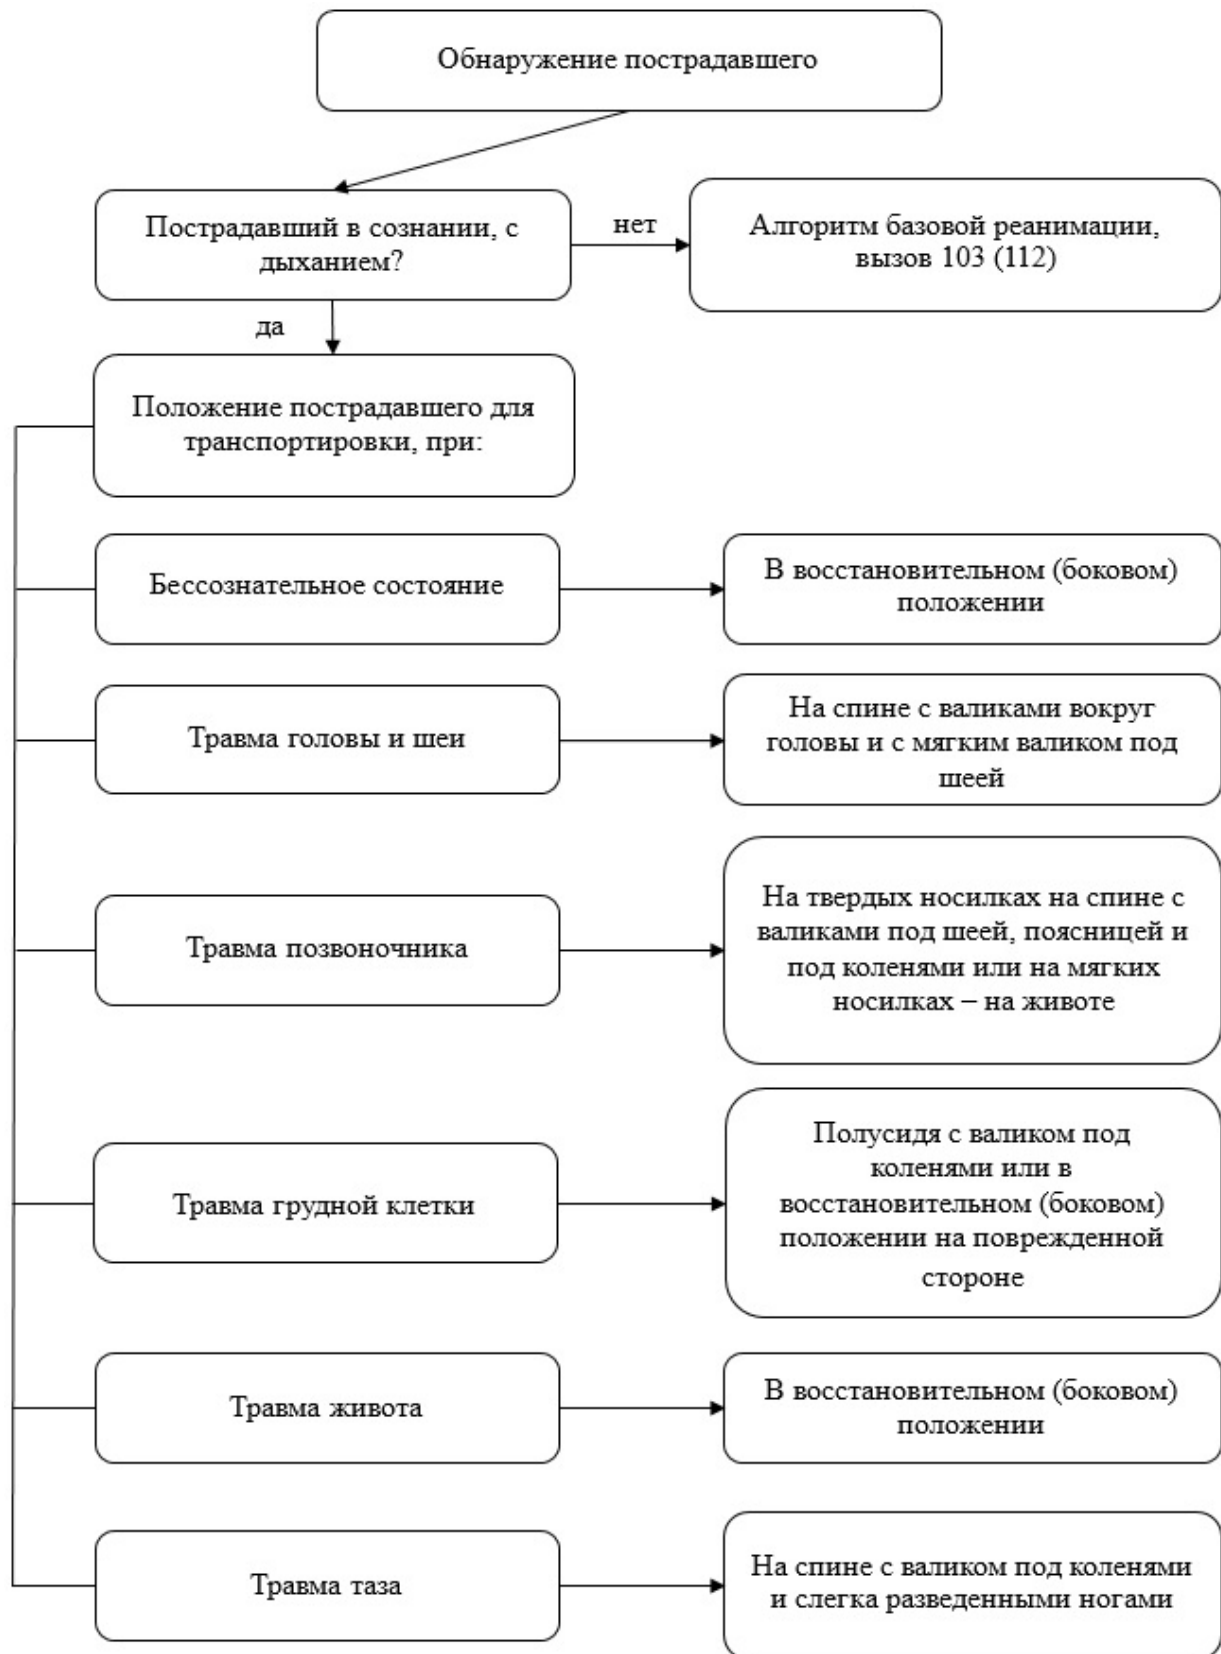 Обнаружение пострадавшего
Пострадавший в сознании, с
дыханием?
нет
Алгоритм базовой реанимации,
вызов 103 (112)
да
Положение пострадавшего для
транспортировки, при:
Бессознательное состояние
В восстановительном (боковом)
положении
Травма головы и шеи
На спине с валиками вокруг
головы и с мягким валиком под
шеей
Травма позвоночника
На твердых носилках на спине с
валиками под шеей, поясницей и
под коленями или на мягких
носилках – на животе
Травма грудной клетки
Полусидя с валиком под
коленями или в
восстановительном (боковом)
положении на поврежденной
стороне
Травма живота
В восстановительном (боковом)
положении
Травма таза
На спине с валиком под коленями
и слегка разведенными ногами